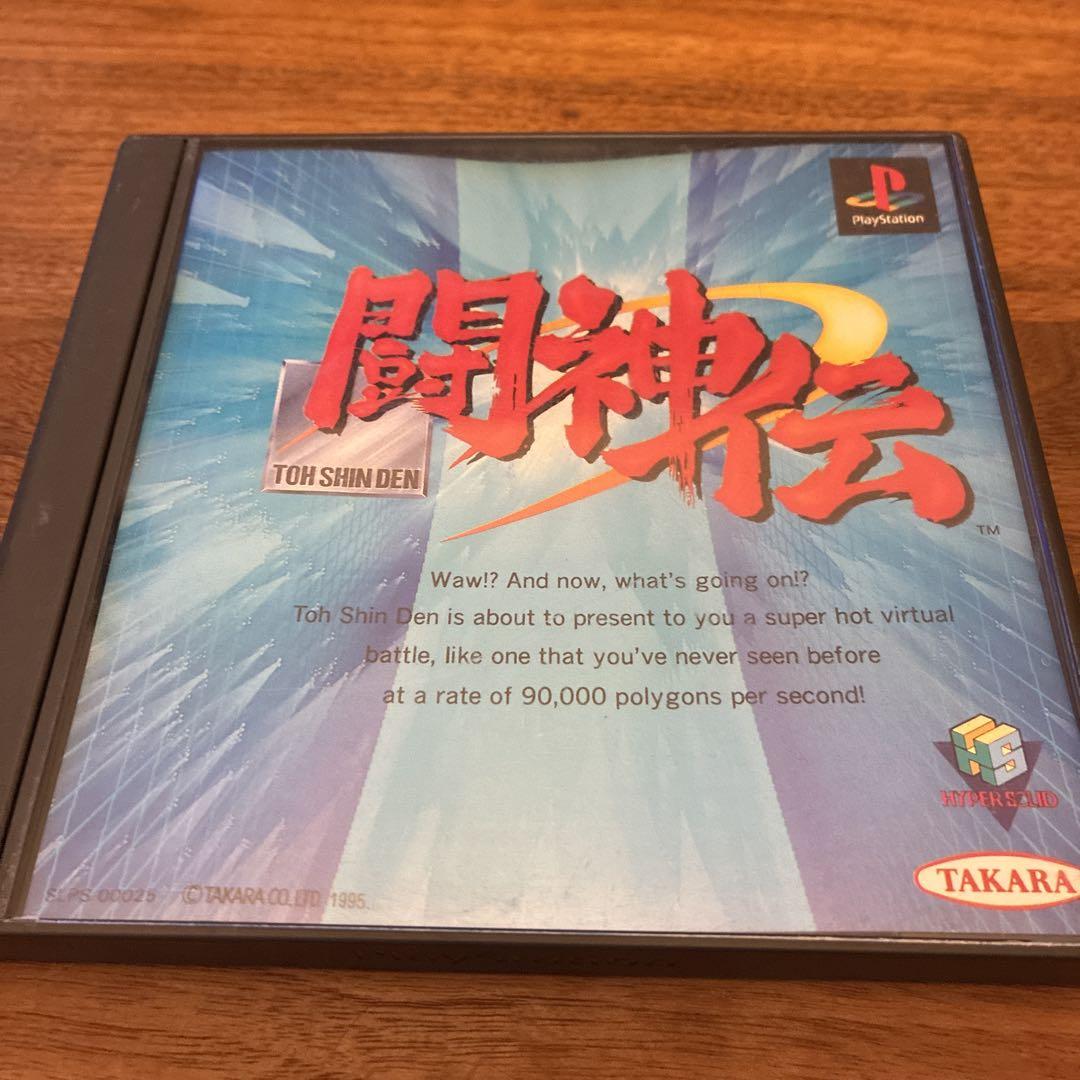 PlayStation
闘神伝
TOH SHIN DEN
TM
Waw!? And now, what's going on!?
Toh Shin Den is about to present to you a super hot virtual
battle, like one that you've never seen before
at a rate of 90,000 polygons per second!
HS
HYPER SOLID
TAKARA
SLPS-00025 ©TAKARA CO.,LTD. 1995.